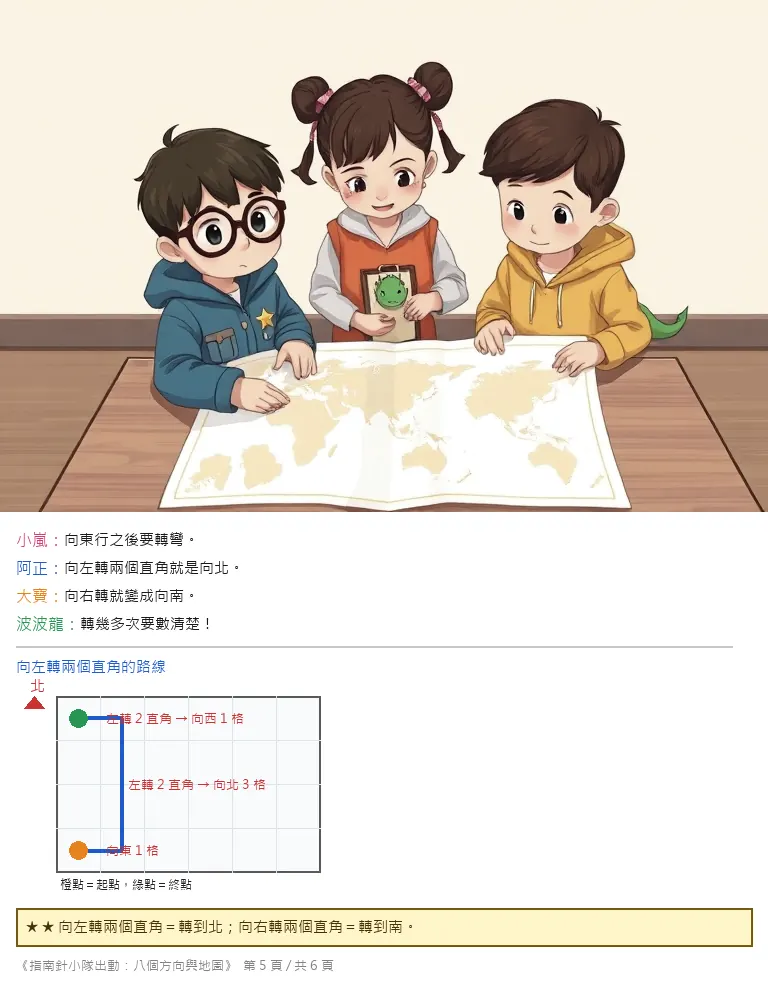 小嵐：向東行之後要轉彎。
阿正：向左轉兩個直角就是向北。
大寶：向右轉就變成向南。
波波龍：轉幾多次要數清楚！
向左轉兩個直角的路線
北
左轉 2 直角 → 向西 1 格
左轉 2 直角 → 向北 3 格
向東 1 格
橙點 = 起點，綠點 = 終點
★★ 向左轉兩個直角 = 轉到北；向右轉兩個直角 = 轉到南。
《指南針小隊出動：八個方向與地圖》 第 5 頁 / 共 6 頁